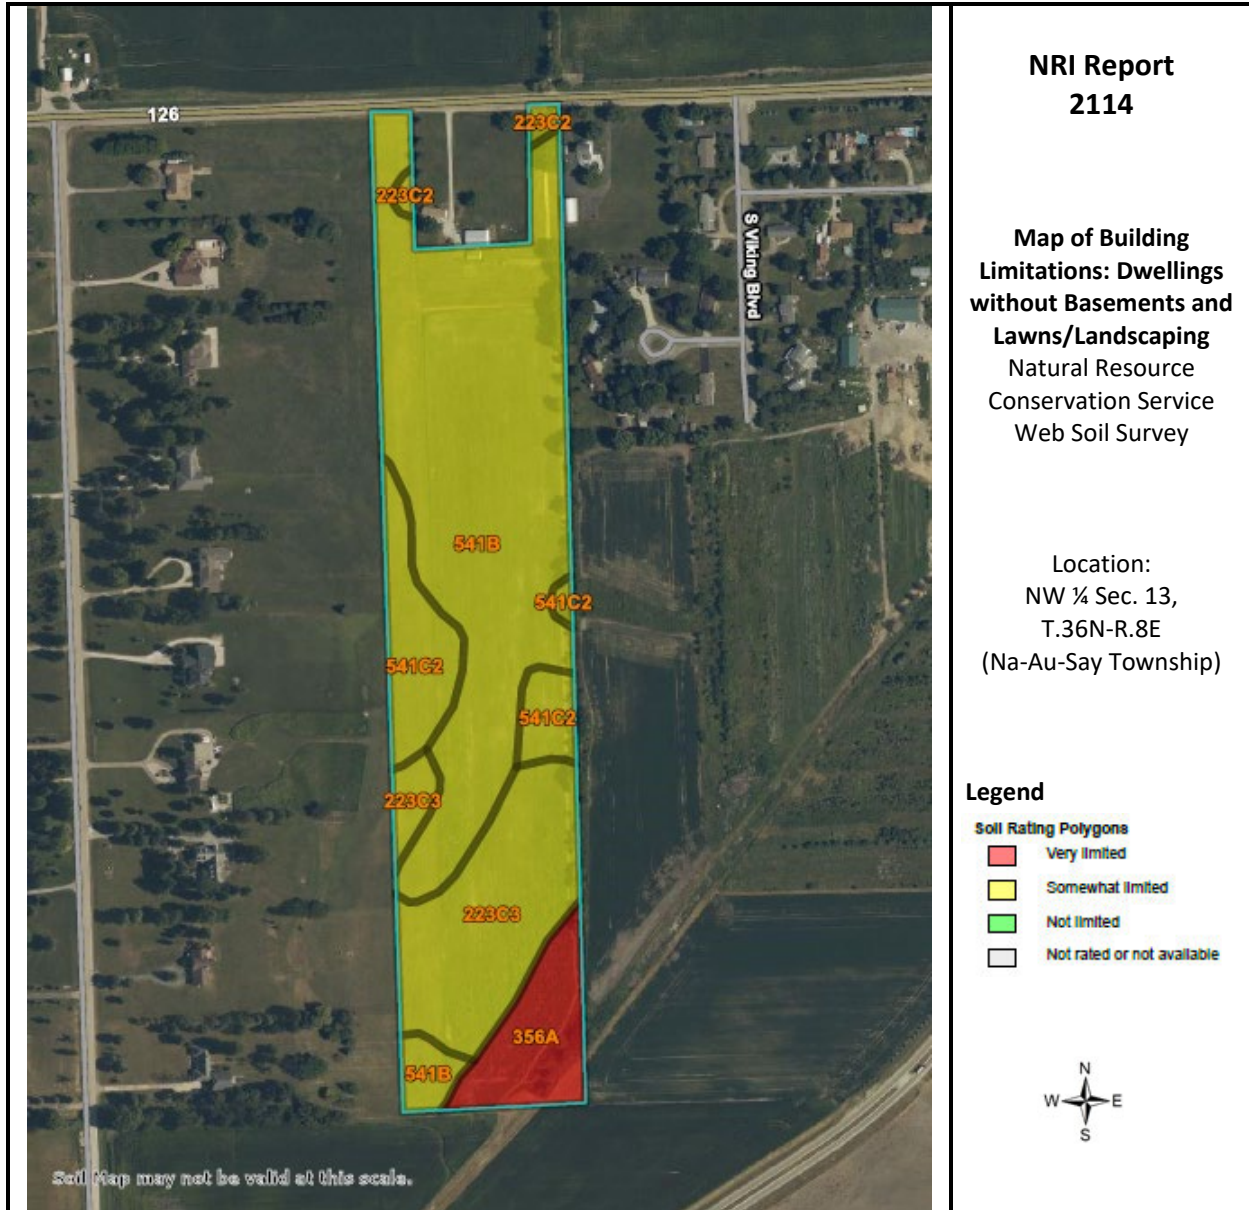 126
223C2
223C2
S Viking Blvd
541B
541C2
541C2
541C2
223C3
223C3
356A
541B
Soil Map may not be valid at this scale.
NRI Report
2114
Map of Building
Limitations: Dwellings
without Basements and
Lawns/Landscaping
Natural Resource
Conservation Service
Web Soil Survey
Location:
NW ¼ Sec. 13,
T.36N-R.8E
(Na-Au-Say Township)
Legend
Soil Rating Polygons
Very limited
Somewhat limited
Not limited
Not rated or not available
N
W E
S